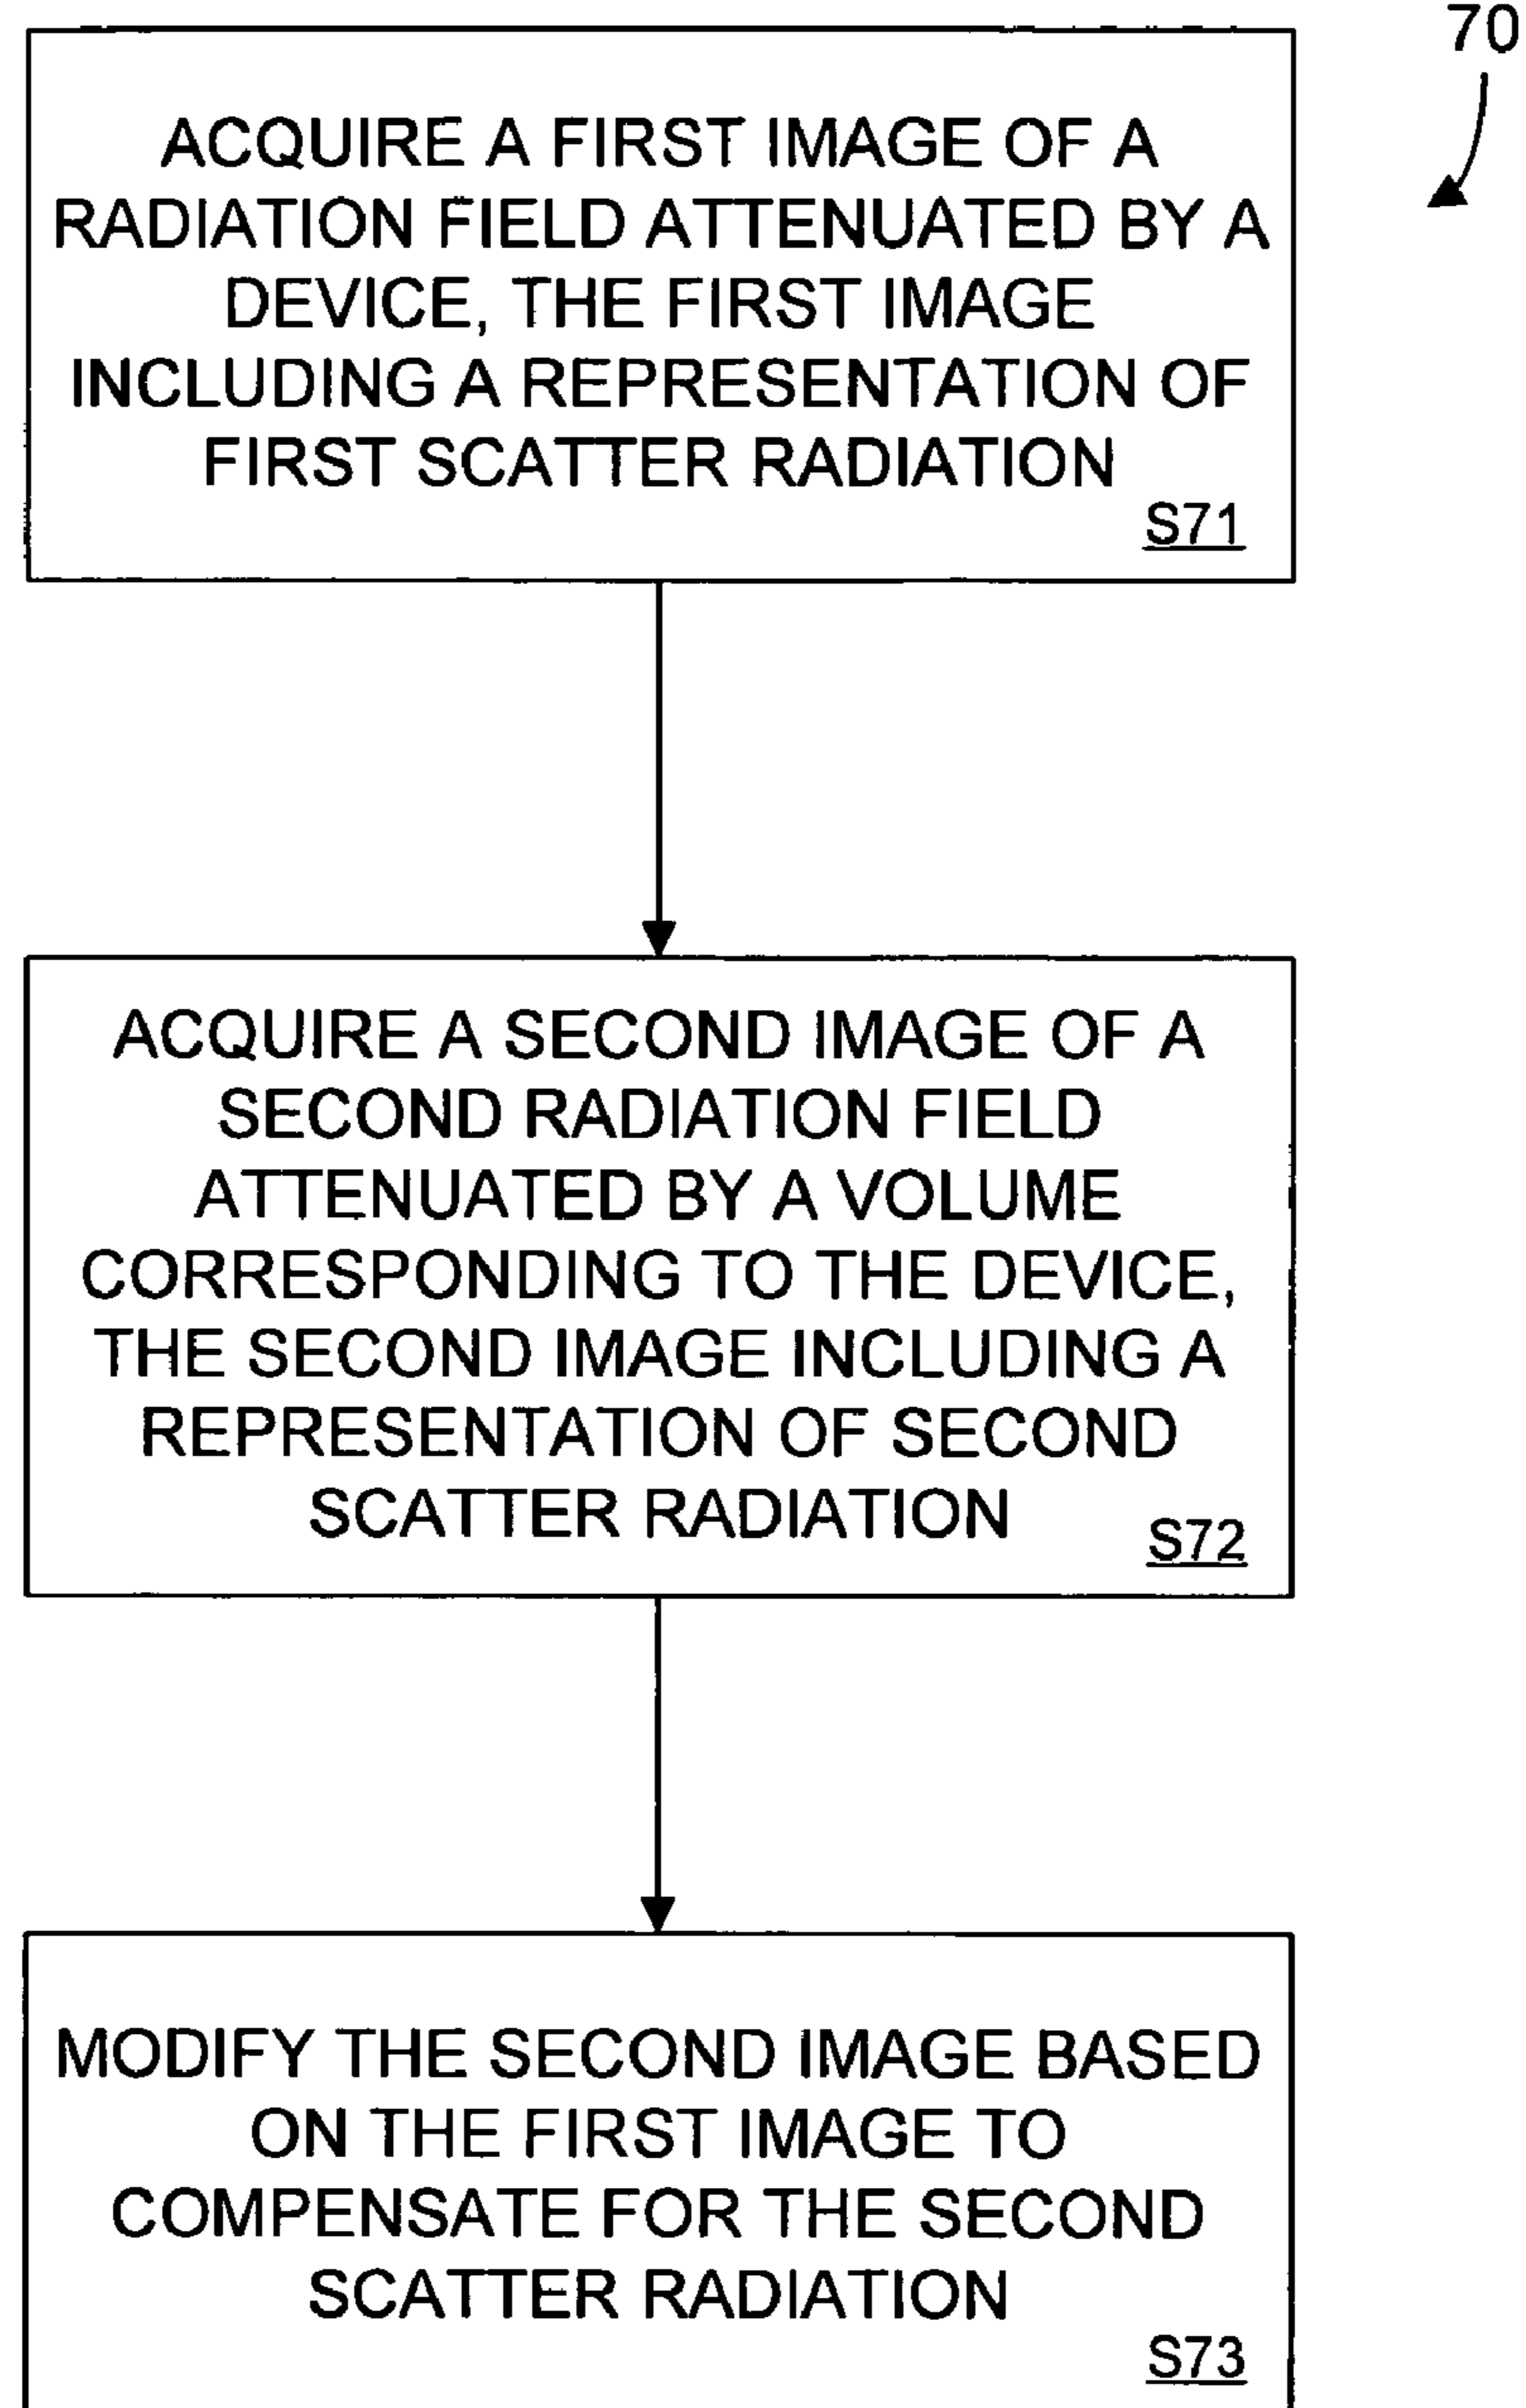 70
ACQUIRE A FIRST IMAGE OF A
RADIATION FIELD ATTENUATED BY A
DEVICE, THE FIRST IMAGE
INCLUDING A REPRESENTATION OF
FIRST SCATTER RADIATION
S71
ACQUIRE A SECOND IMAGE OF A
SECOND RADIATION FIELD
ATTENUATED BY A VOLUME
CORRESPONDING TO THE DEVICE,
THE SECOND IMAGE INCLUDING A
REPRESENTATION OF SECOND
SCATTER RADIATION
S72
MODIFY THE SECOND IMAGE BASED
ON THE FIRST IMAGE TO
COMPENSATE FOR THE SECOND
SCATTER RADIATION
S73